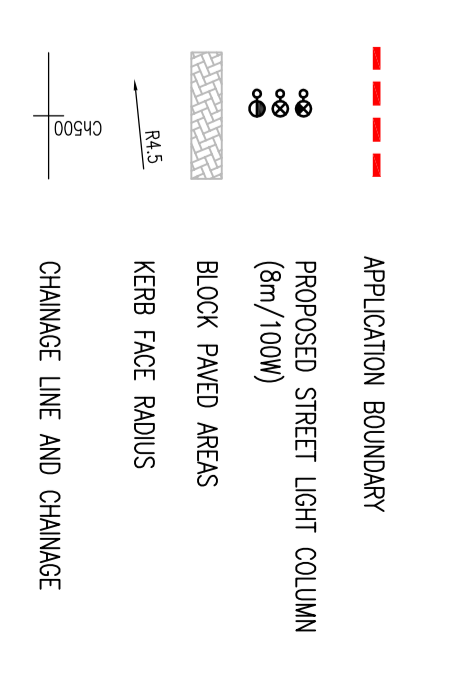 APPLICATION BOUNDARY
PROPOSED STREET LIGHT COLUMN
(8m/100W)
BLOCK PAVED AREAS
R4.5
KERB FACE RADIUS
Ch500
CHAINAGE LINE AND CHAINAGE